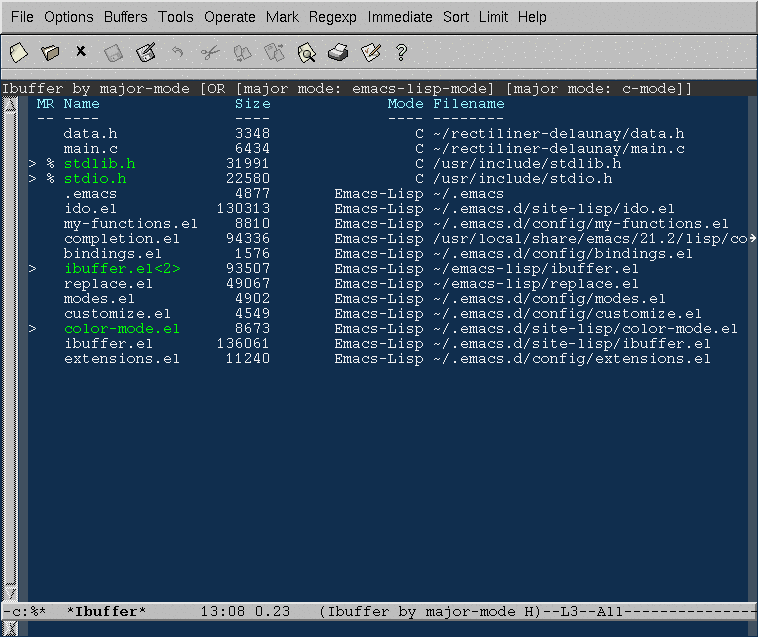 File Options Buffers Tools Operate Mark Regexp Immediate Sort Limit Help
Ibuffer by major-mode [OR [major mode: emacs-lisp-mode] [major mode: c-mode]]
MR Name Size Mode Filename
-- ---- ---- ---- --------
data.h 3348 C ~/rectiliner-delaunay/data.h
main.c 6434 C ~/rectiliner-delaunay/main.c
> % stdlib.h 31991 C /usr/include/stdlib.h
> % stdio.h 22580 C /usr/include/stdio.h
.emacs 4877 Emacs-Lisp ~/.emacs
ido.el 130313 Emacs-Lisp ~/.emacs.d/site-lisp/ido.el
my-functions.el 8810 Emacs-Lisp ~/.emacs.d/config/my-functions.el
completion.el 94336 Emacs-Lisp /usr/local/share/emacs/21.2/lisp/co
bindings.el 1576 Emacs-Lisp ~/.emacs.d/config/bindings.el
> ibuffer.el<2> 93507 Emacs-Lisp ~/emacs-lisp/ibuffer.el
replace.el 49067 Emacs-Lisp ~/emacs-lisp/replace.el
modes.el 4902 Emacs-Lisp ~/.emacs.d/config/modes.el
customize.el 4549 Emacs-Lisp ~/.emacs.d/config/customize.el
> color-mode.el 8673 Emacs-Lisp ~/.emacs.d/site-lisp/color-mode.el
ibuffer.el 136061 Emacs-Lisp ~/.emacs.d/site-lisp/ibuffer.el
extensions.el 11240 Emacs-Lisp ~/.emacs.d/config/extensions.el
-c:%* *Ibuffer* 13:08 0.23 (Ibuffer by major-mode H)--L3--All---------------